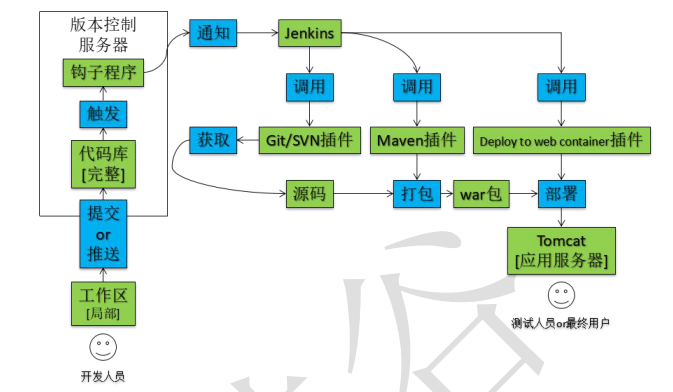 版本控制
服务器
钩子程序
触发
代码库
[完整]
提交
or
推送
工作区
[局部]
开发人员
通知
Jenkins
调用
调用
调用
获取
Git/SVN插件
Maven插件
Deploy to web container插件
源码
打包
war包
部署
Tomcat
[应用服务器]
测试人员or最终用户